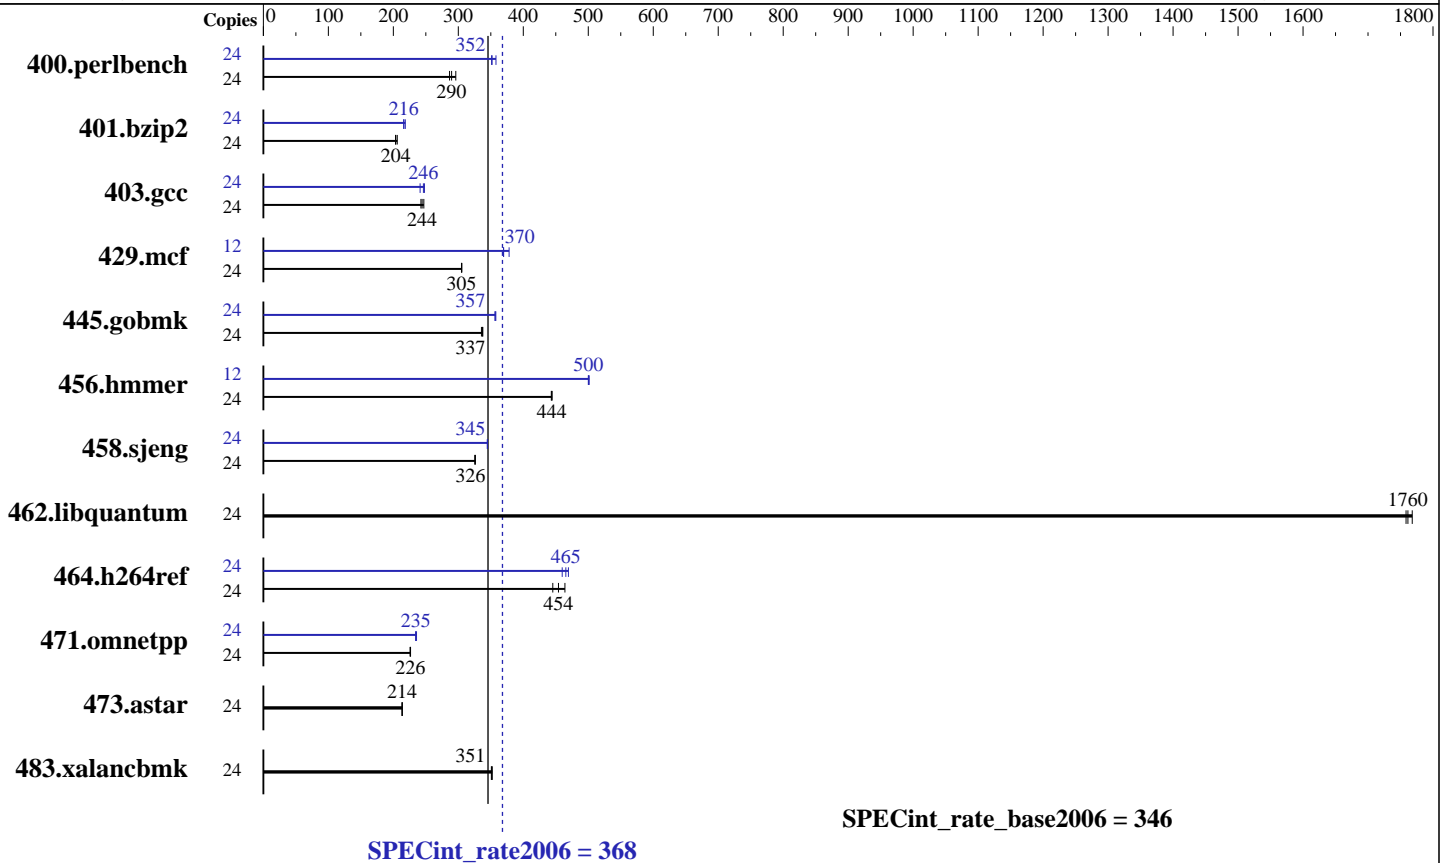 Copies 0 100 200 300 400 500 600 700 800 900 1000 1100 1200 1300 1400 1500 1600 1800
400.perlbench 24 352
24 290
401.bzip2 24 216
24 204
403.gcc 24 246
24 244
429.mcf 12 370
24 305
445.gobmk 24 357
24 337
456.hmmer 12 500
24 444
458.sjeng 24 345
24 326
462.libquantum 24 1760
464.h264ref 24 465
24 454
471.omnetpp 24 235
24 226
473.astar 24 214
483.xalancbmk 24 351
SPECint_rate_base2006 = 346
SPECint_rate2006 = 368